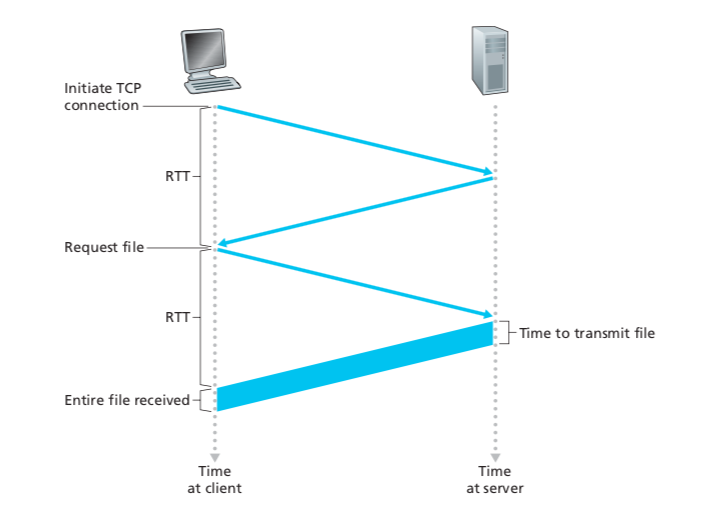 Initiate TCP
connection
RTT
Request file
RTT
Time to transmit file
Entire file received
Time
at client
Time
at server